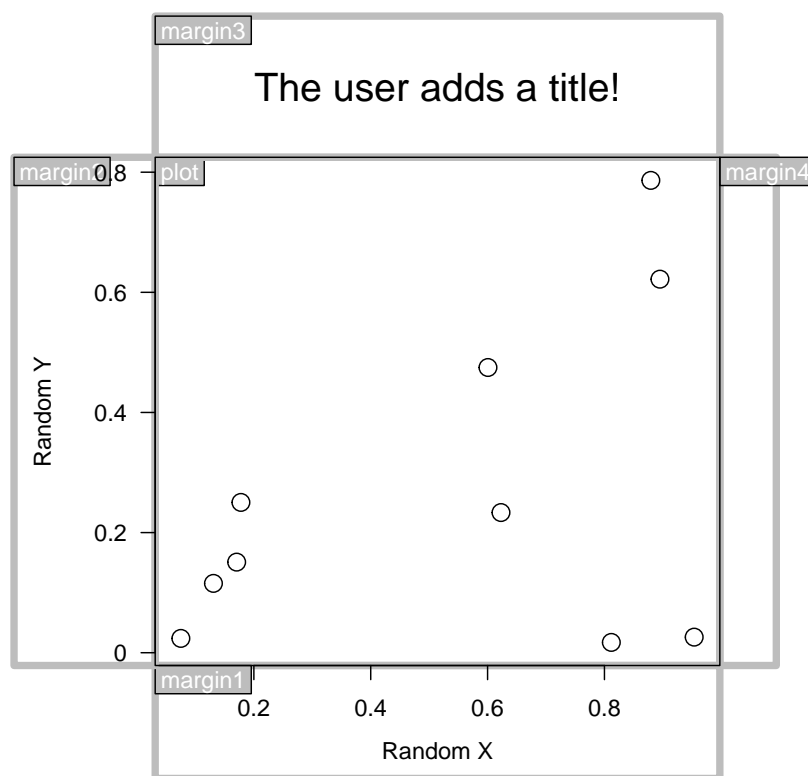 margin3
The user adds a title!
margin2
plot
margin4
0.8
0.6
0.4
0.2
0
Random Y
margin1
0.2 0.4 0.6 0.8
Random X